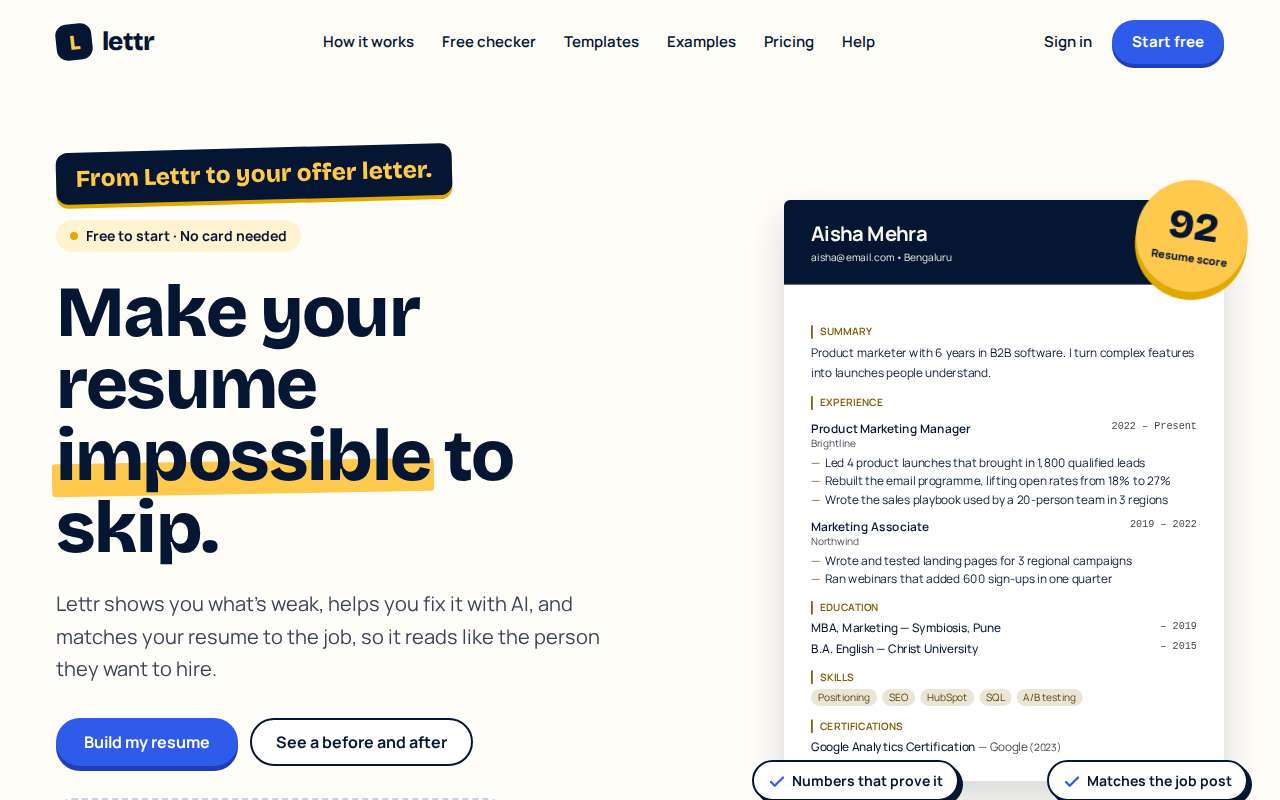 L lettr
How it works Free checker Templates Examples Pricing Help
Sign in Start free
From Lettr to your offer letter.
Free to start · No card needed
Make your
resume
impossible to
skip.
Lettr shows you what's weak, helps you fix it with AI, and
matches your resume to the job, so it reads like the person
they want to hire.
Build my resume See a before and after
Aisha Mehra
aisha@email.com • Bengaluru
92
Resume score
SUMMARY
Product marketer with 6 years in B2B software. I turn complex features
into launches people understand.
EXPERIENCE
Product Marketing Manager 2022 – Present
Brightline
— Led 4 product launches that brought in 1,800 qualified leads
— Rebuilt the email programme, lifting open rates from 18% to 27%
— Wrote the sales playbook used by a 20-person team in 3 regions
Marketing Associate 2019 – 2022
Northwind
— Wrote and tested landing pages for 3 regional campaigns
— Ran webinars that added 600 sign-ups in one quarter
EDUCATION
MBA, Marketing — Symbiosis, Pune – 2019
B.A. English — Christ University – 2015
SKILLS
Positioning SEO HubSpot SQL A/B testing
CERTIFICATIONS
Google Analytics Certification — Google (2023)
Numbers that prove it Matches the job post